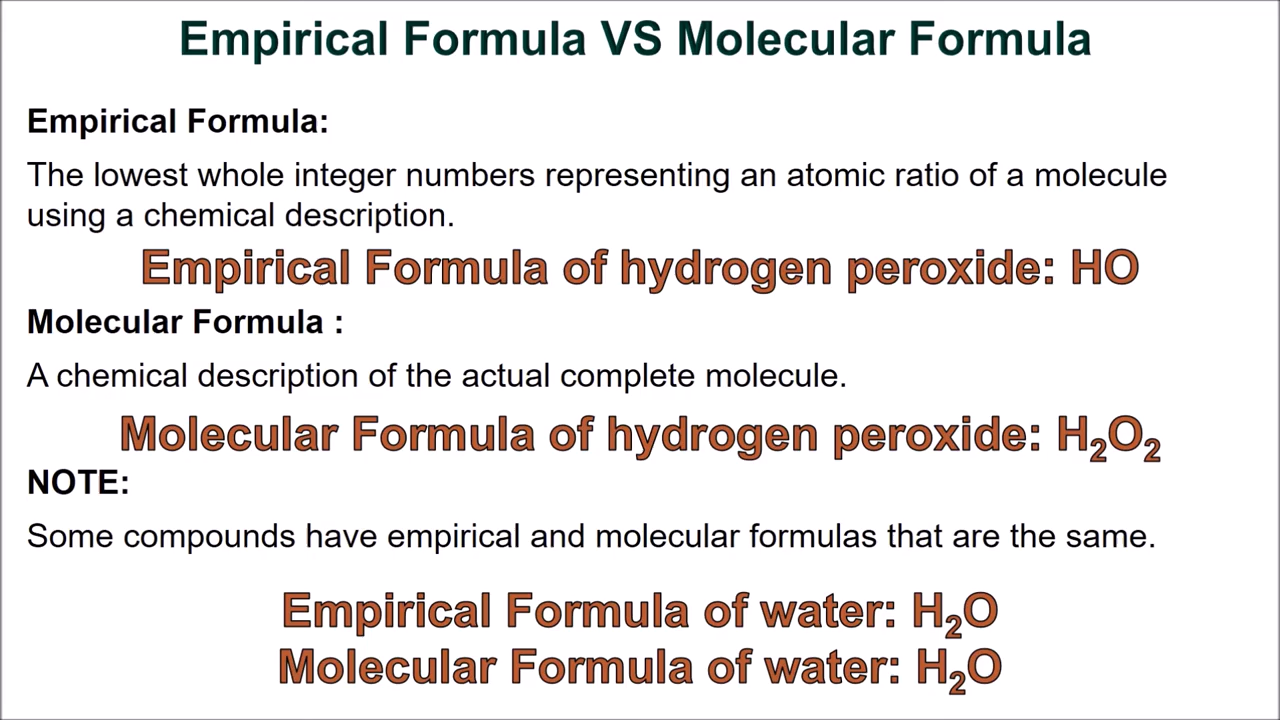 Empirical Formula VS Molecular Formula
Empirical Formula:
The lowest whole integer numbers representing an atomic ratio of a molecule
using a chemical description.
Empirical Formula of hydrogen peroxide: HO
Molecular Formula :
A chemical description of the actual complete molecule.
Molecular Formula of hydrogen peroxide: H₂O₂
NOTE:
Some compounds have empirical and molecular formulas that are the same.
Empirical Formula of water: H₂O
Molecular Formula of water: H₂O